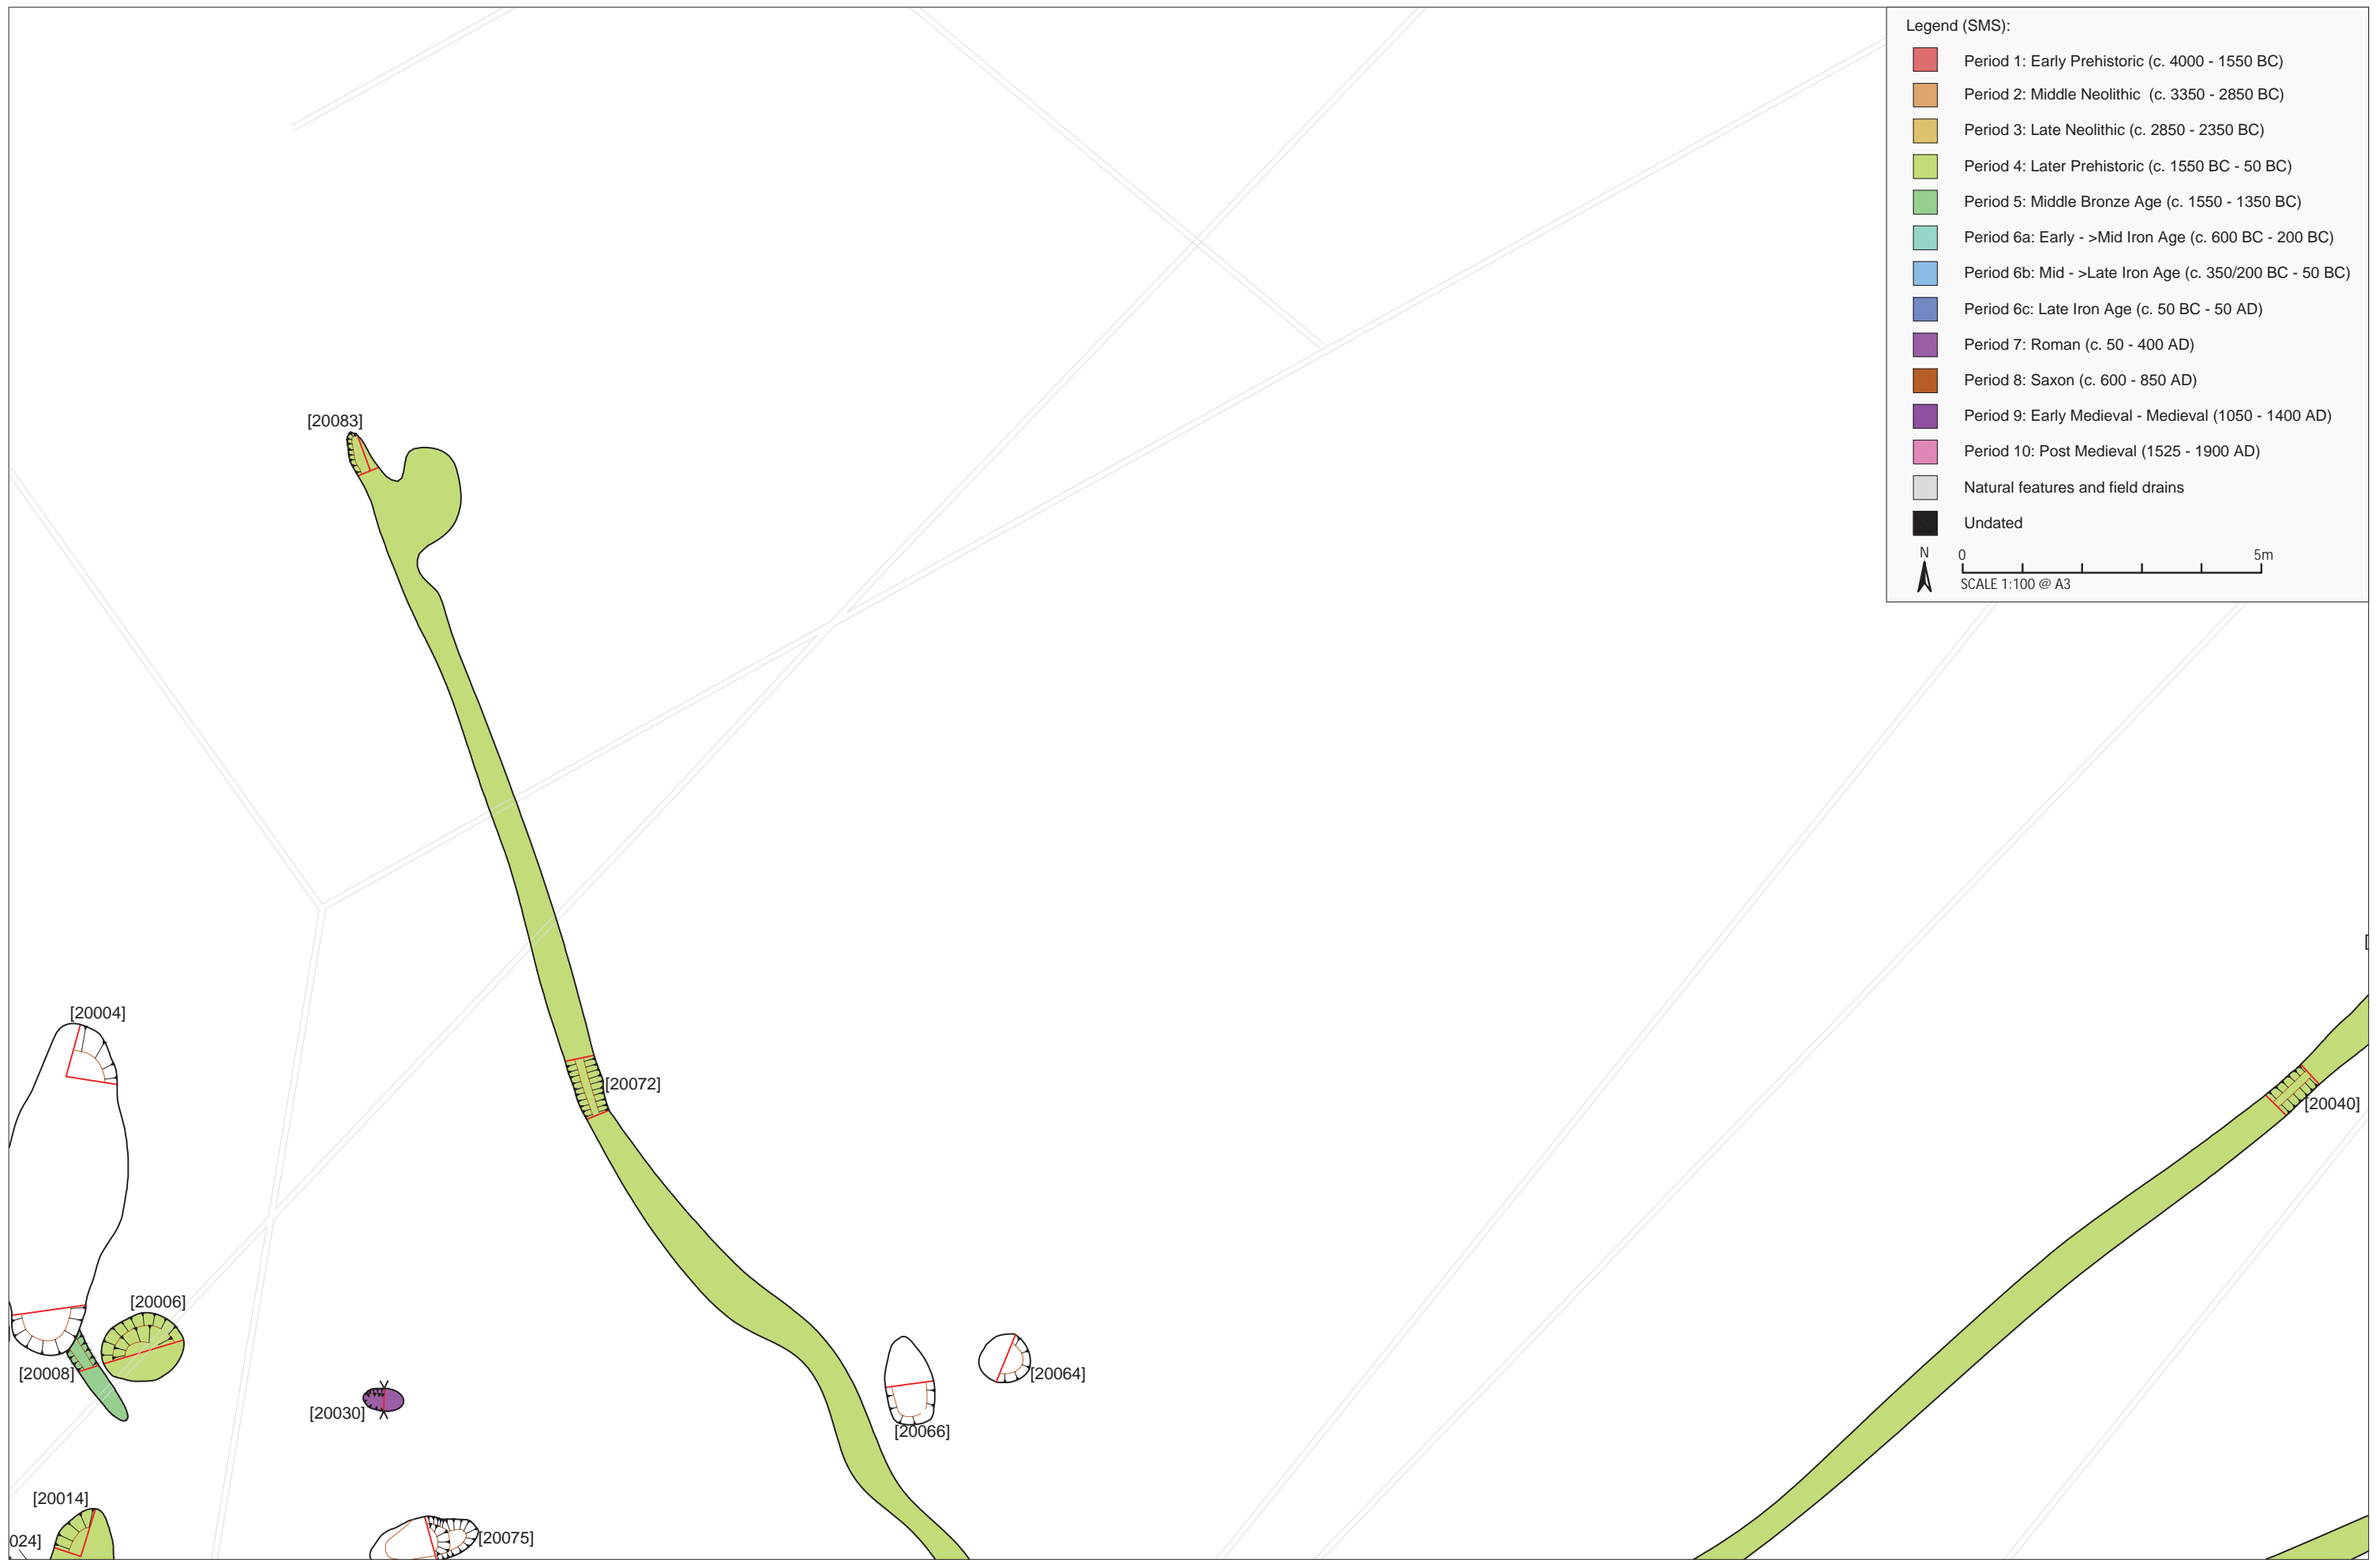 Legend (SMS):
Period 1: Early Prehistoric (c. 4000 - 1550 BC)
Period 2: Middle Neolithic (c. 3350 - 2850 BC)
Period 3: Late Neolithic (c. 2850 - 2350 BC)
Period 4: Later Prehistoric (c. 1550 BC - 50 BC)
Period 5: Middle Bronze Age (c. 1550 - 1350 BC)
Period 6a: Early - >Mid Iron Age (c. 600 BC - 200 BC)
Period 6b: Mid - >Late Iron Age (c. 350/200 BC - 50 BC)
Period 6c: Late Iron Age (c. 50 BC - 50 AD)
Period 7: Roman (c. 50 - 400 AD)
Period 8: Saxon (c. 600 - 850 AD)
Period 9: Early Medieval - Medieval (1050 - 1400 AD)
Period 10: Post Medieval (1525 - 1900 AD)
Natural features and field drains
Undated
N 0 5m
SCALE 1:100 @ A3
[20083]
[
[20004]
[20072]
[20040]
[20006]
[20008]
[20064]
[20030]
[20066]
[20014]
[20075]
024]